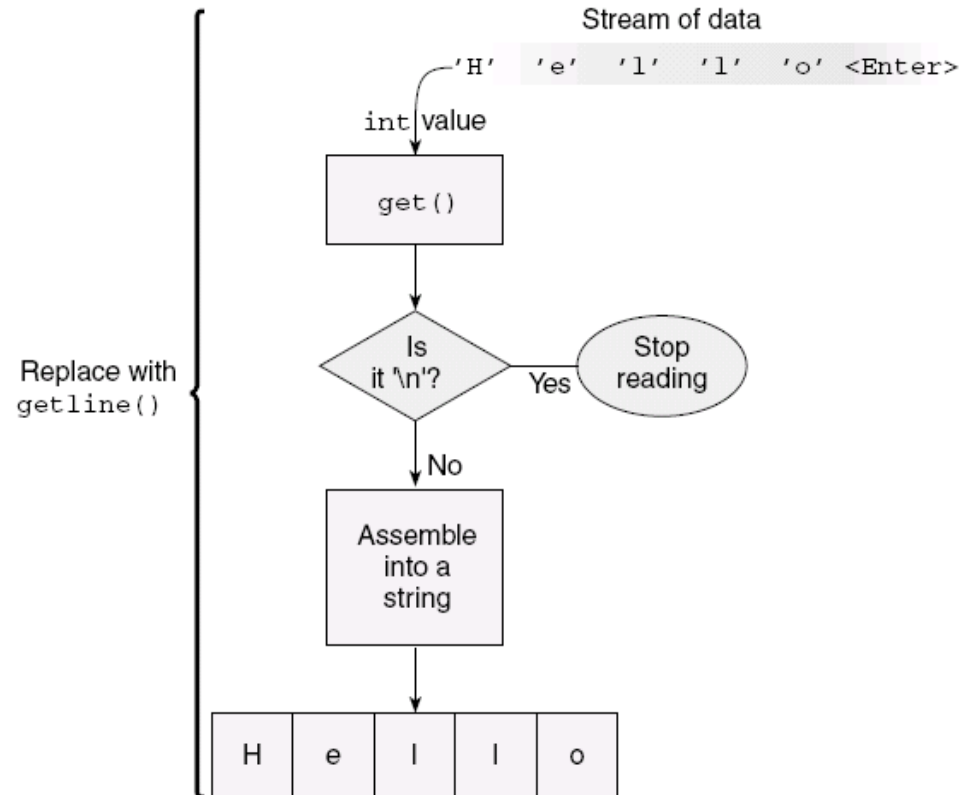 Stream of data
'H' 'e' 'l' 'l' 'o' <Enter>
int value
get()
Is
it '\n'?
Yes
Stop
reading
Replace with
getline()
No
Assemble
into a
string
H e l l o